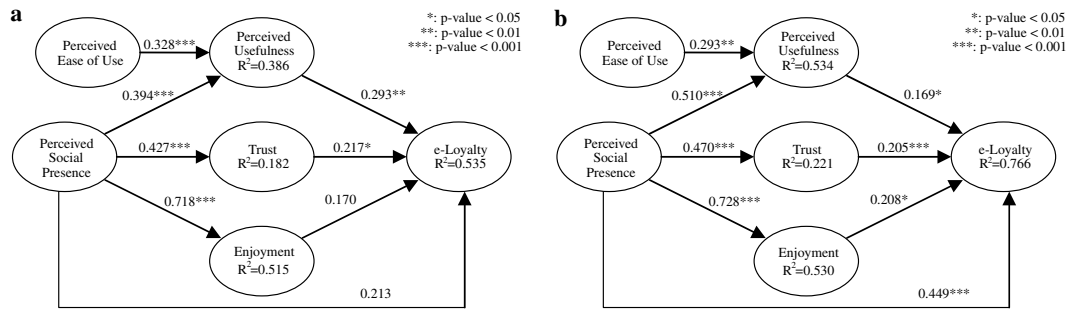 a
*: p-value < 0.05
**: p-value < 0.01
***: p-value < 0.001
Perceived
Ease of Use
0.328***
Perceived
Usefulness
R²=0.386
0.394***
0.293**
Perceived
Social
Presence
0.427***
Trust
R²=0.182
0.217*
e-Loyalty
R²=0.535
0.718***
0.170
Enjoyment
R²=0.515
0.213
b
*: p-value < 0.05
**: p-value < 0.01
***: p-value < 0.001
Perceived
Ease of Use
0.293**
Perceived
Usefulness
R²=0.534
0.510***
0.169*
Perceived
Social
Presence
0.470***
Trust
R²=0.221
0.205***
e-Loyalty
R²=0.766
0.728***
0.208*
Enjoyment
R²=0.530
0.449***